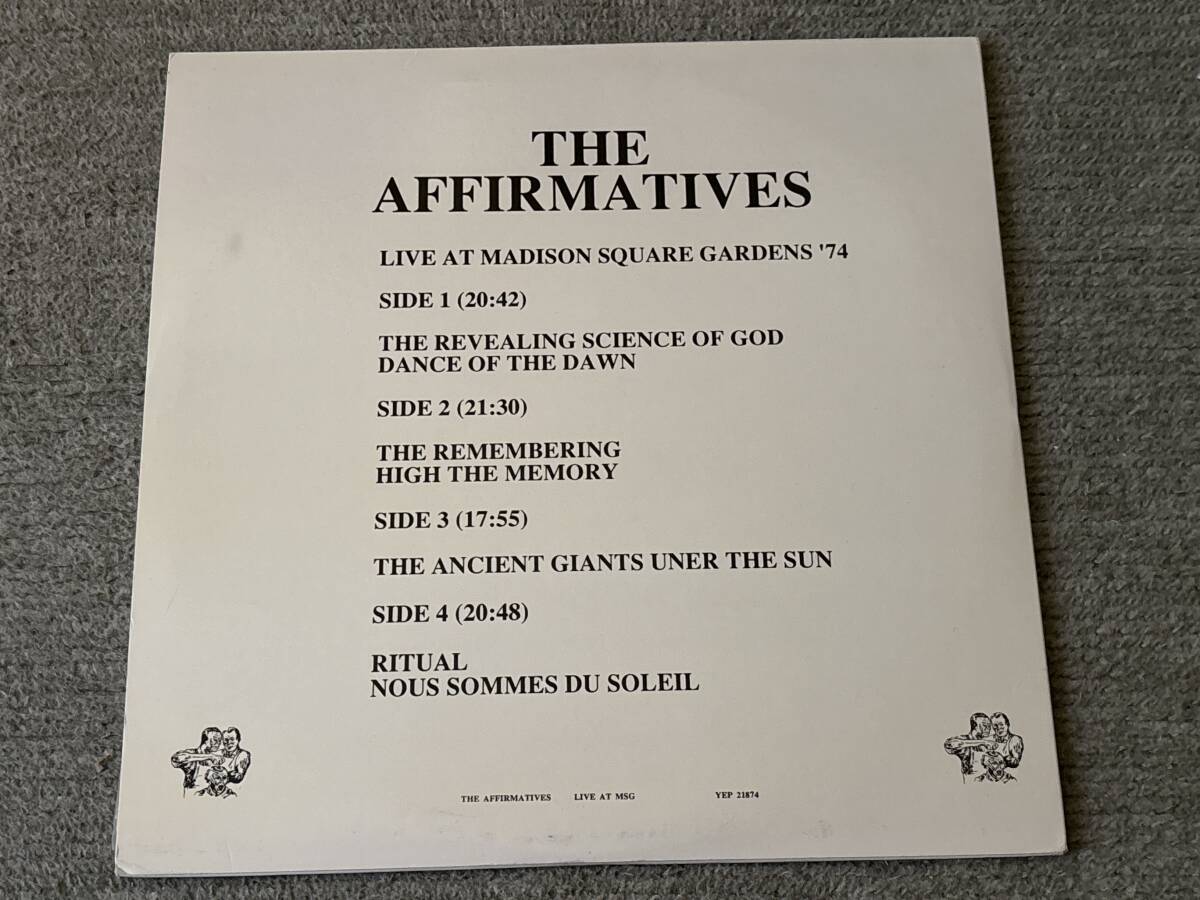 THE
AFFIRMATIVES
LIVE AT MADISON SQUARE GARDENS '74
SIDE 1 (20:42)
THE REVEALING SCIENCE OF GOD
DANCE OF THE DAWN
SIDE 2 (21:30)
THE REMEMBERING
HIGH THE MEMORY
SIDE 3 (17:55)
THE ANCIENT GIANTS UNER THE SUN
SIDE 4 (20:48)
RITUAL
NOUS SOMMES DU SOLEIL
THE AFFIRMATIVES LIVE AT MSG YEP 21874